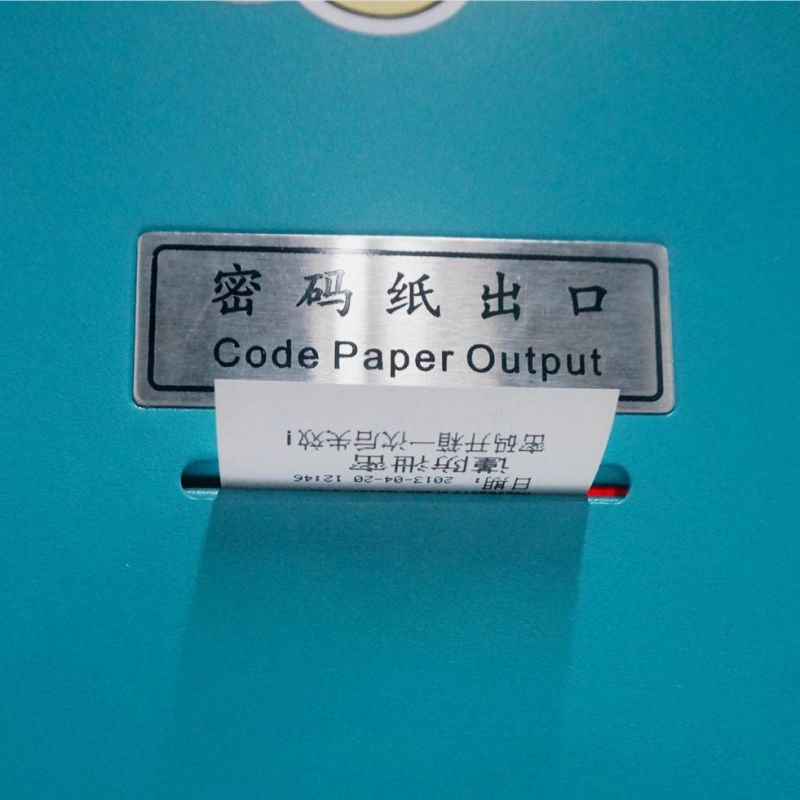 密码纸出口
Code Paper Output
日期: 2013-04-20 12:46
谨防泄密
密码开箱一次后失效!